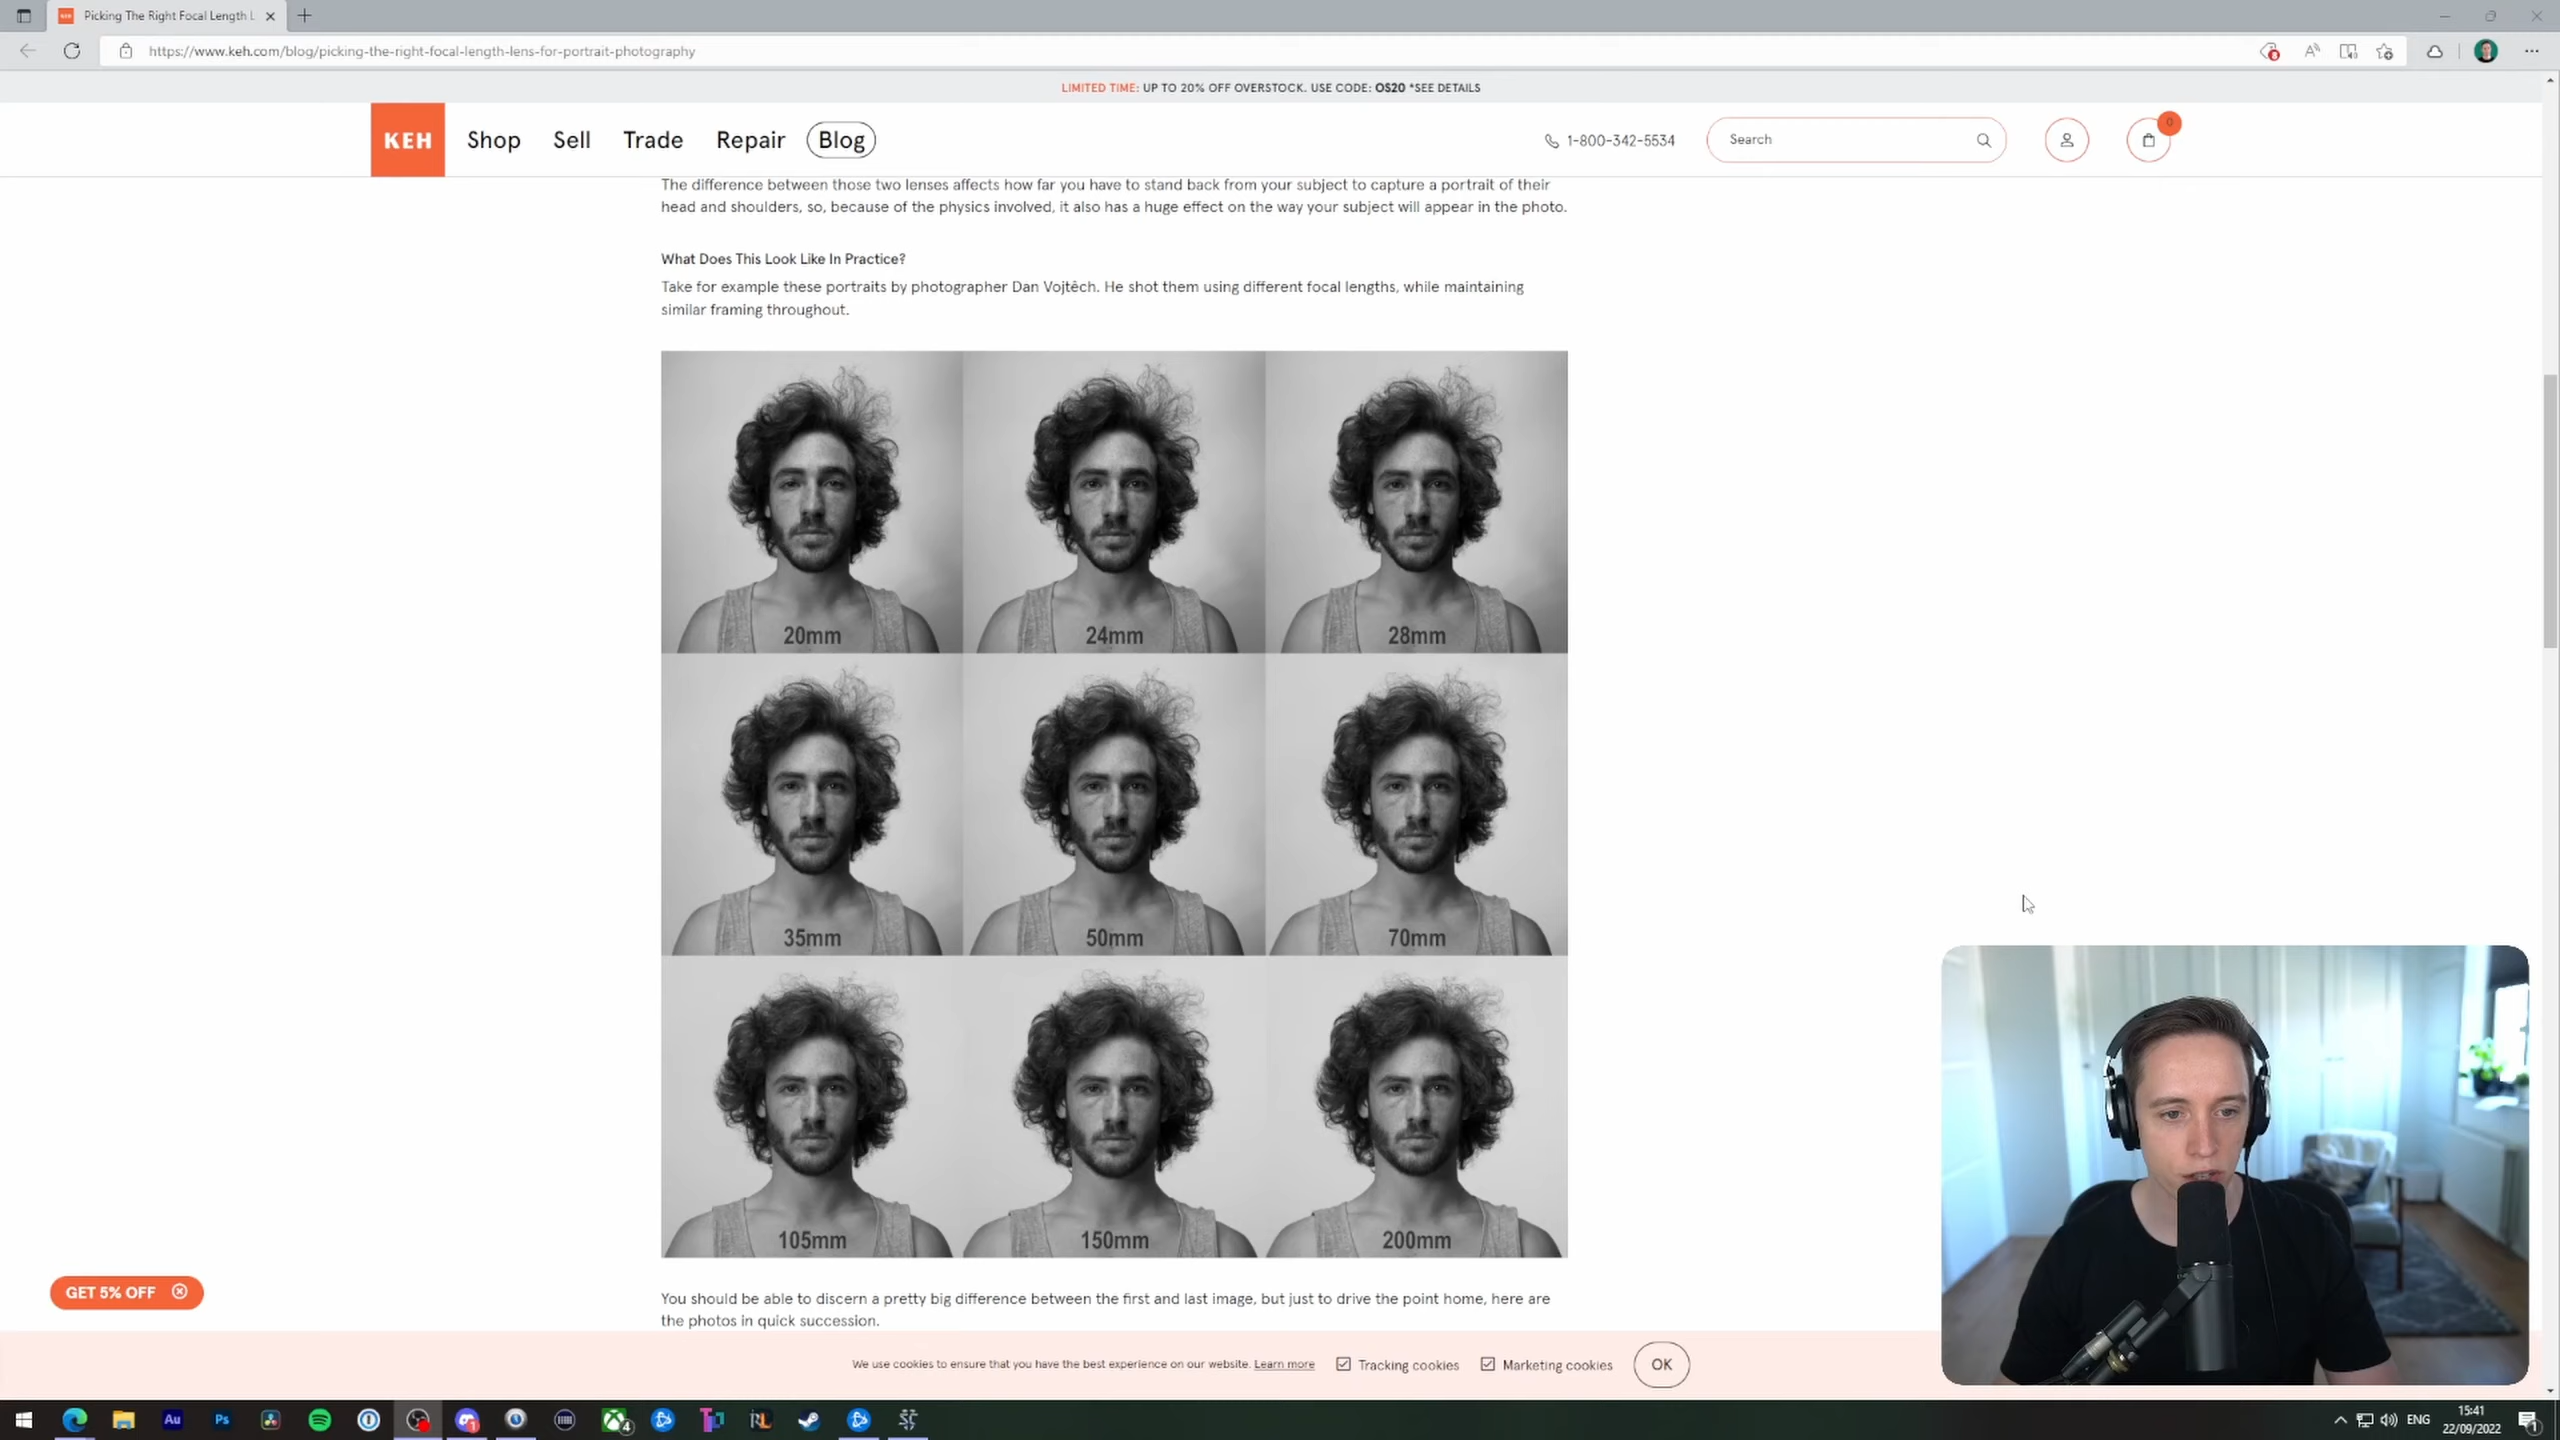 Picking The Right Focal Length L
https://www.keh.com/blog/picking-the-right-focal-length-lens-for-portrait-photography
LIMITED TIME: UP TO 20% OFF OVERSTOCK. USE CODE: OS20 *SEE DETAILS
KEH Shop Sell Trade Repair Blog 1-800-342-5534 Search 0
The difference between those two lenses affects how far you have to stand back from your subject to capture a portrait of their
head and shoulders, so, because of the physics involved, it also has a huge effect on the way your subject will appear in the photo.
What Does This Look Like In Practice?
Take for example these portraits by photographer Dan Vojtěch. He shot them using different focal lengths, while maintaining
similar framing throughout.
20mm 24mm 28mm
35mm 50mm 70mm
105mm 150mm 200mm
GET 5% OFF
You should be able to discern a pretty big difference between the first and last image, but just to drive the point home, here are
the photos in quick succession.
We use cookies to ensure that you have the best experience on our website. Learn more Tracking cookies Marketing cookies OK
Au Ps 4 1 ENG 15:41
22/09/2022 1